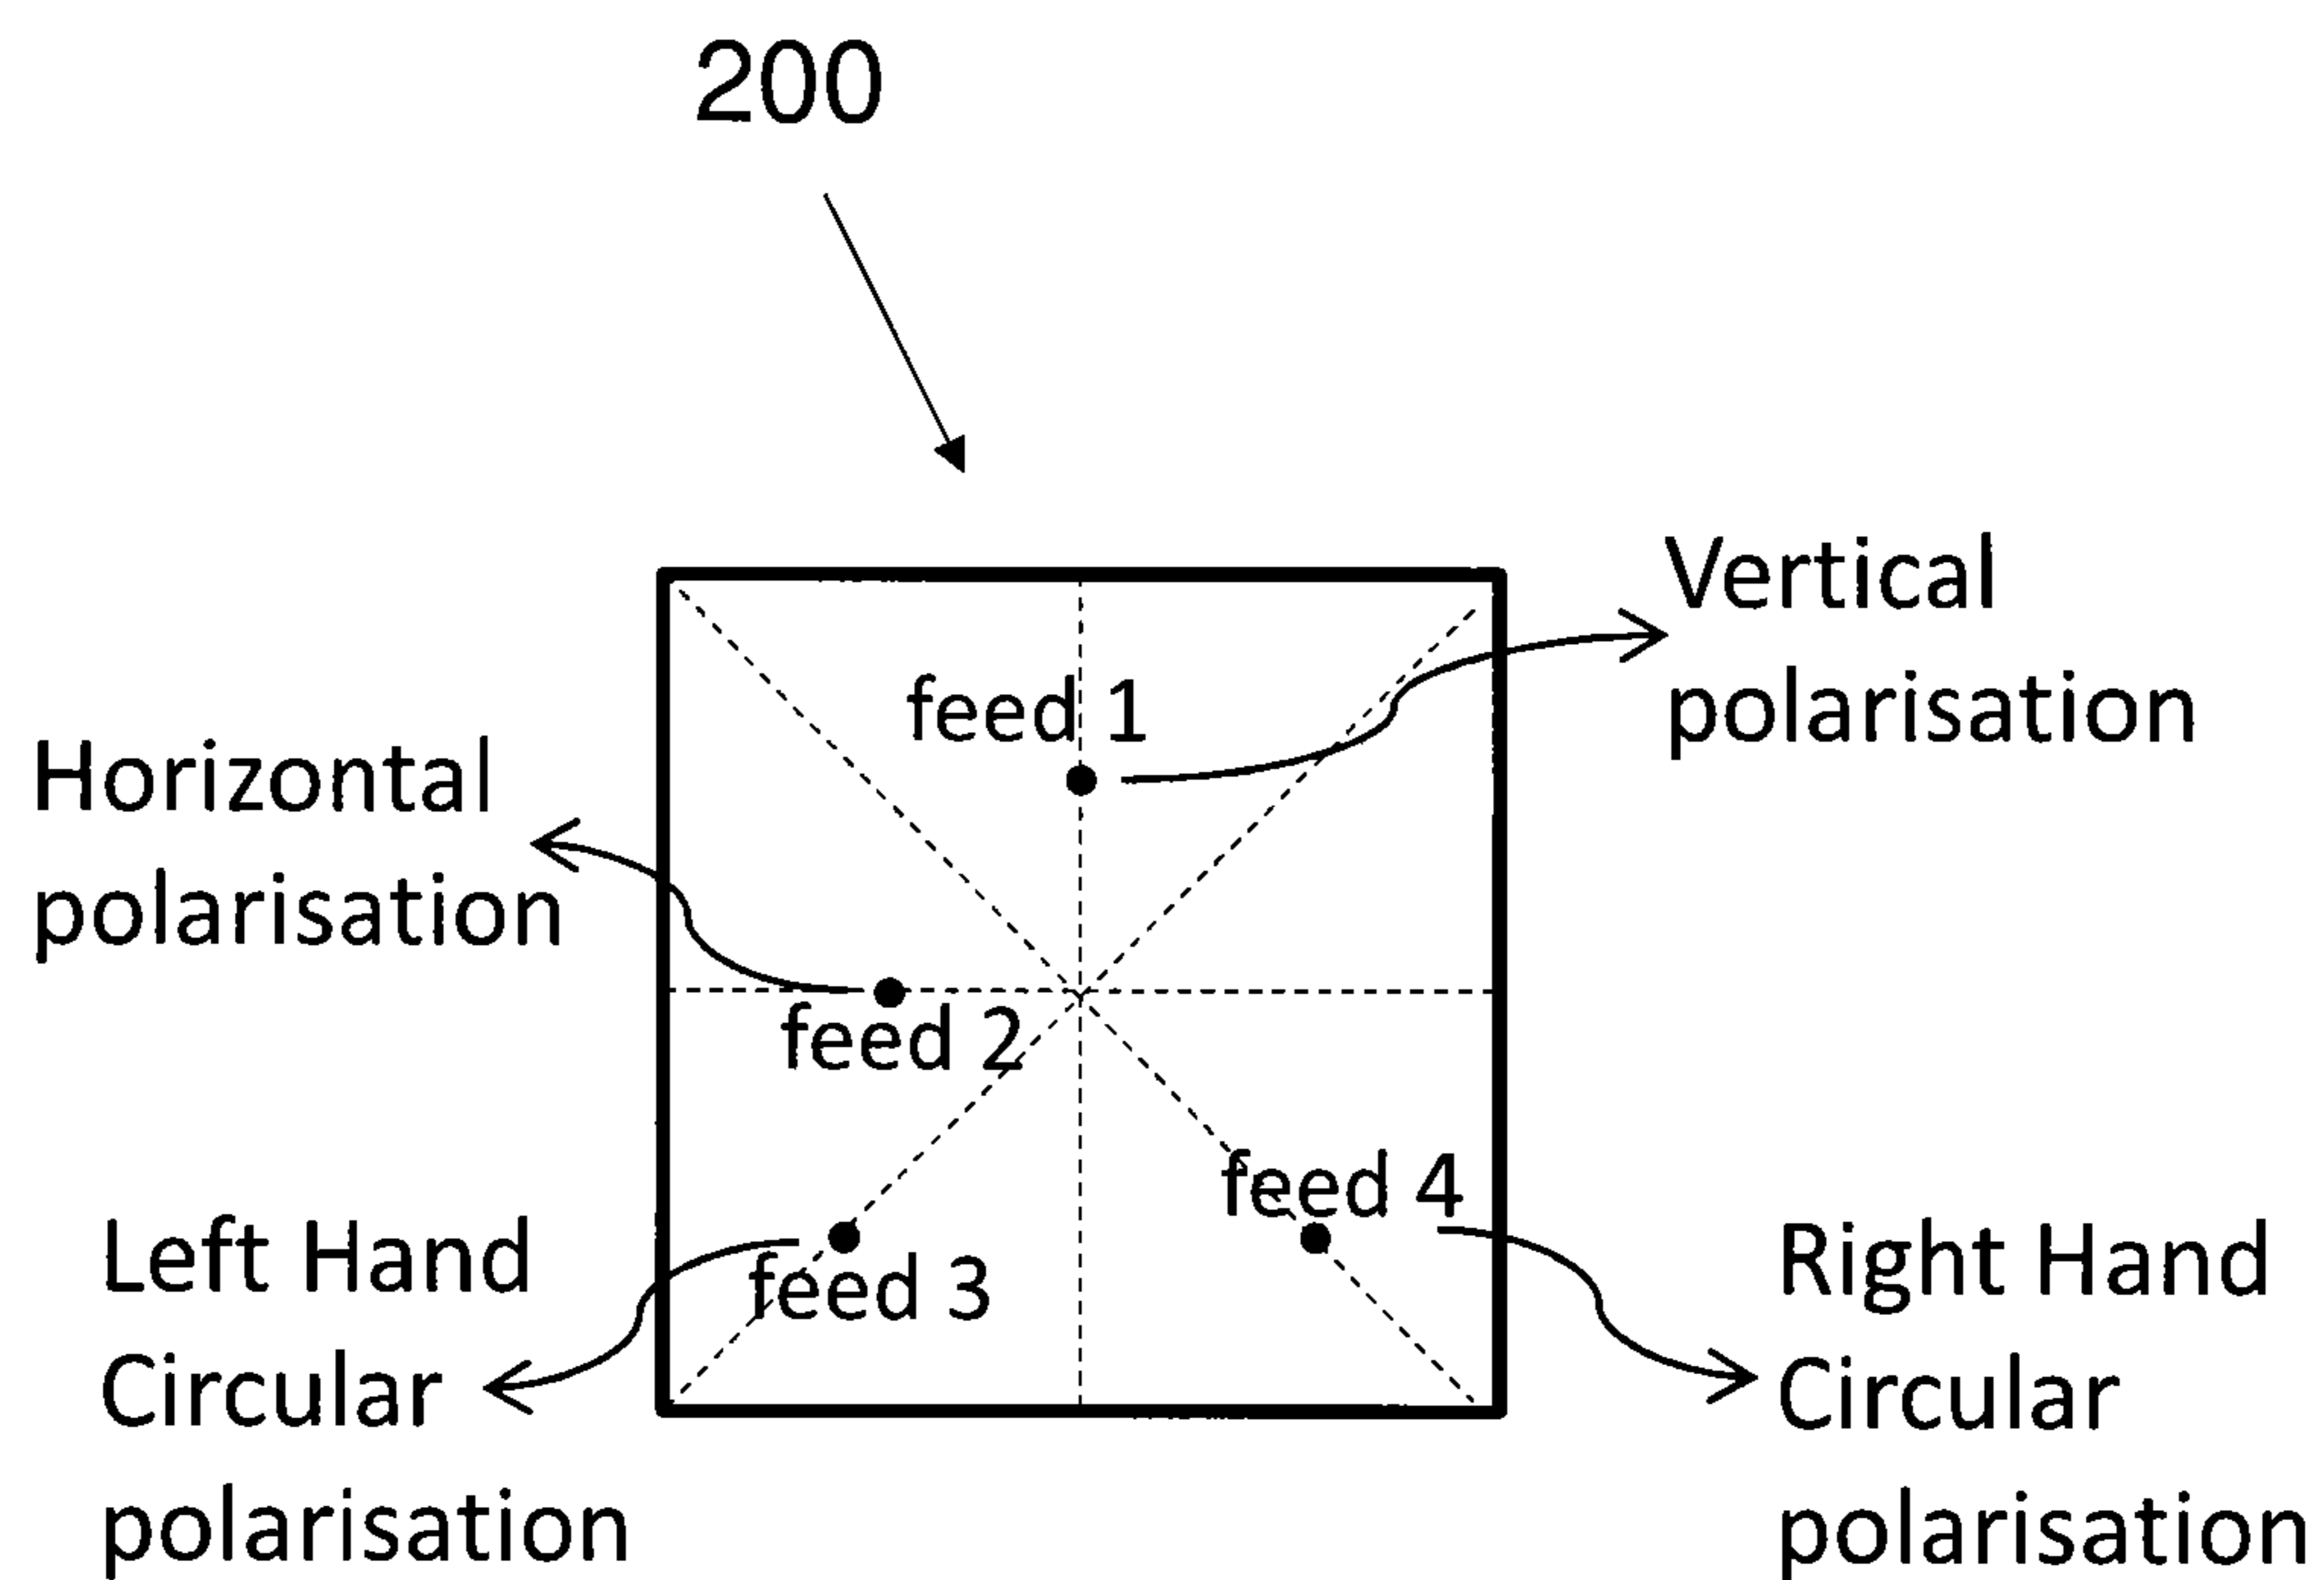 200
Vertical
polarisation
feed 1
Horizontal
polarisation
feed 2
feed 4
feed 3
Left Hand
Circular
polarisation
Right Hand
Circular
polarisation